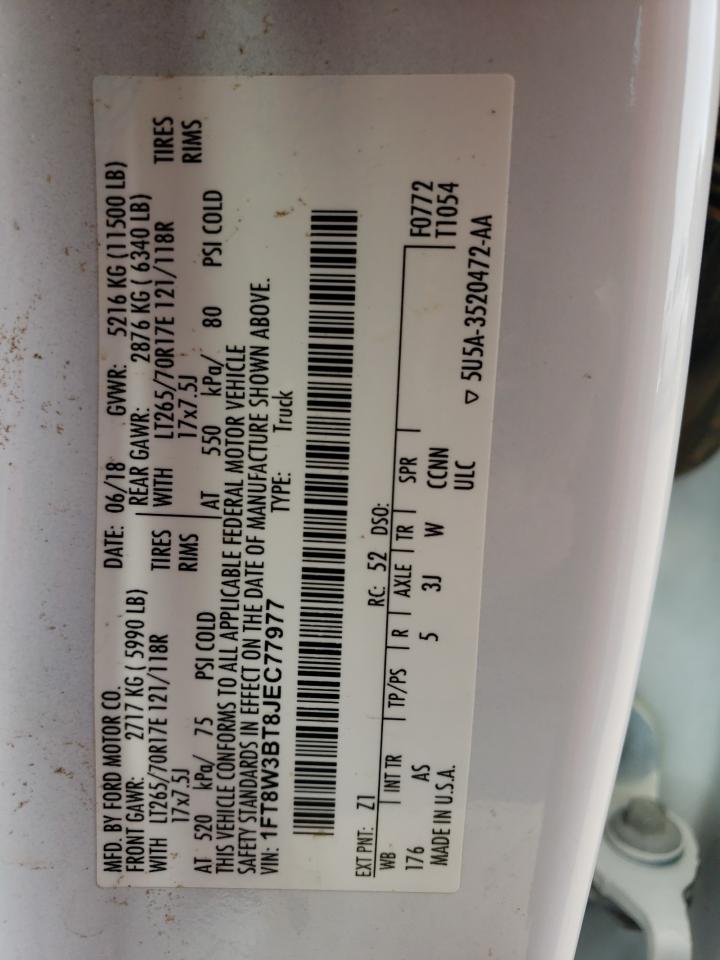 MFD. BY FORD MOTOR CO. DATE: 06/18 GVWR: 5216 KG (11500 LB)
FRONT GAWR: 2717 KG ( 5990 LB) REAR GAWR: 2876 KG ( 6340 LB)
WITH LT265/70R17E 121/118R TIRES WITH LT265/70R17E 121/118R TIRES
17x7.5J RIMS 17x7.5J RIMS
AT 520 kPa/ 75 PSI COLD AT 550 kPa/ 80 PSI COLD
THIS VEHICLE CONFORMS TO ALL APPLICABLE FEDERAL MOTOR VEHICLE
SAFETY STANDARDS IN EFFECT ON THE DATE OF MANUFACTURE SHOWN ABOVE.
VIN: 1FT8W3BT8JEC77977 TYPE: Truck
EXT PNT: Z1 RC: 52 DSO:
WB INT TR TP/PS R AXLE TR SPR F0772
176 AS 5 3J W CCNN T1054
MADE IN U.S.A. ULC ▽ 5U5A-3520472-AA